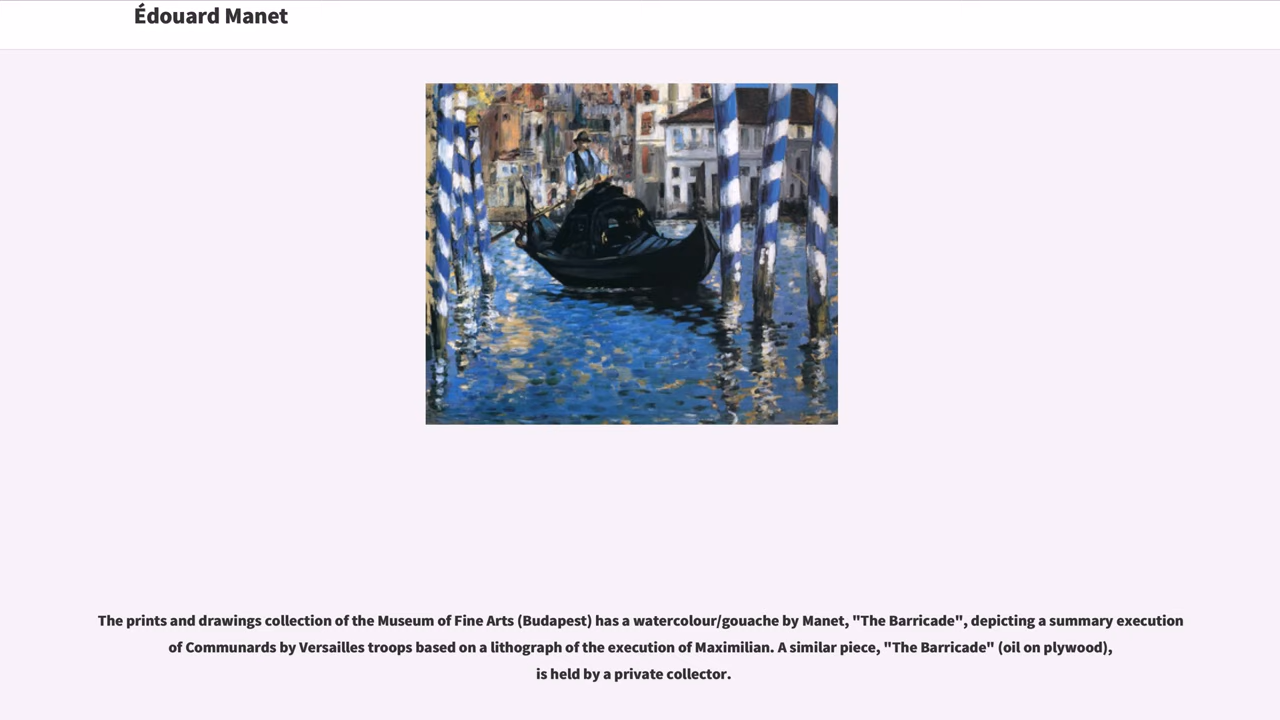 Édouard Manet
The prints and drawings collection of the Museum of Fine Arts (Budapest) has a watercolour/gouache by Manet, "The Barricade", depicting a summary execution
of Communards by Versailles troops based on a lithograph of the execution of Maximilian. A similar piece, "The Barricade" (oil on plywood),
is held by a private collector.